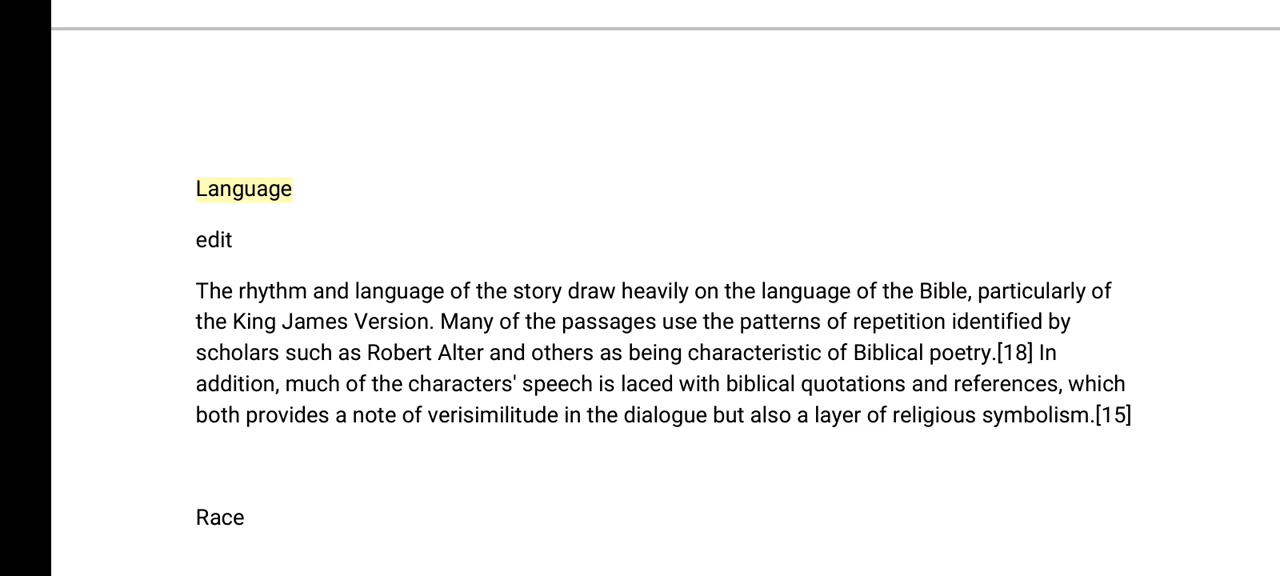 Language
edit
The rhythm and language of the story draw heavily on the language of the Bible, particularly of
the King James Version. Many of the passages use the patterns of repetition identified by
scholars such as Robert Alter and others as being characteristic of Biblical poetry.[18] In
addition, much of the characters' speech is laced with biblical quotations and references, which
both provides a note of verisimilitude in the dialogue but also a layer of religious symbolism.[15]
Race